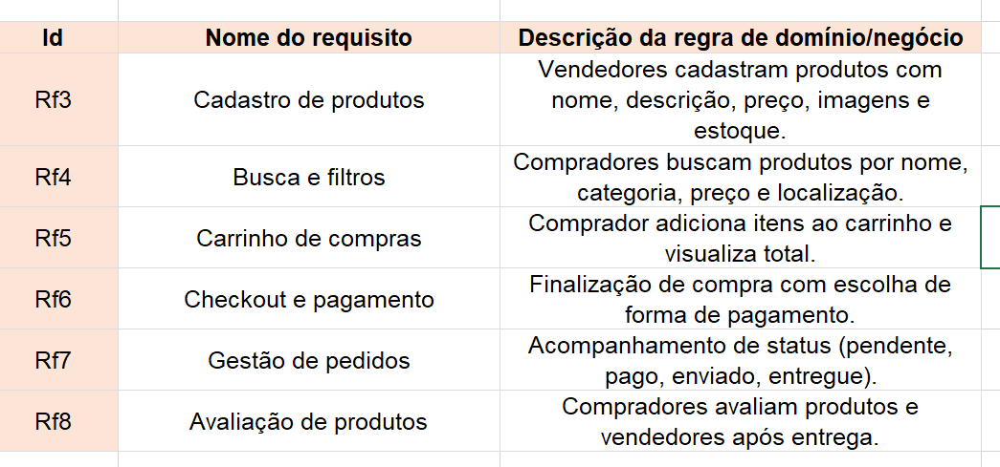 Id Nome do requisito Descrição da regra de domínio/negócio
Rf3 Cadastro de produtos Vendedores cadastram produtos com
nome, descrição, preço, imagens e
estoque.
Rf4 Busca e filtros Compradores buscam produtos por nome,
categoria, preço e localização.
Rf5 Carrinho de compras Comprador adiciona itens ao carrinho e
visualiza total.
Rf6 Checkout e pagamento Finalização de compra com escolha de
forma de pagamento.
Rf7 Gestão de pedidos Acompanhamento de status (pendente,
pago, enviado, entregue).
Rf8 Avaliação de produtos Compradores avaliam produtos e
vendedores após entrega.